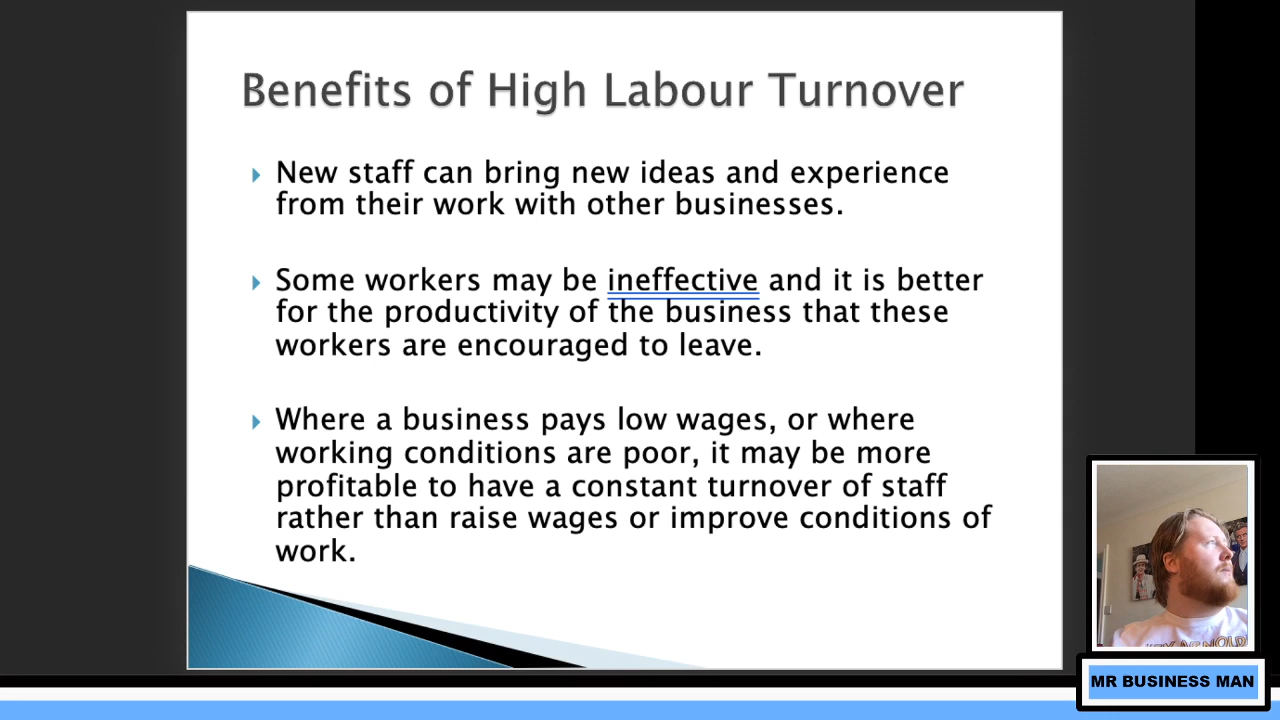 Benefits of High Labour Turnover
New staff can bring new ideas and experience
from their work with other businesses.
Some workers may be ineffective and it is better
for the productivity of the business that these
workers are encouraged to leave.
Where a business pays low wages, or where
working conditions are poor, it may be more
profitable to have a constant turnover of staff
rather than raise wages or improve conditions of
work.
MR BUSINESS MAN